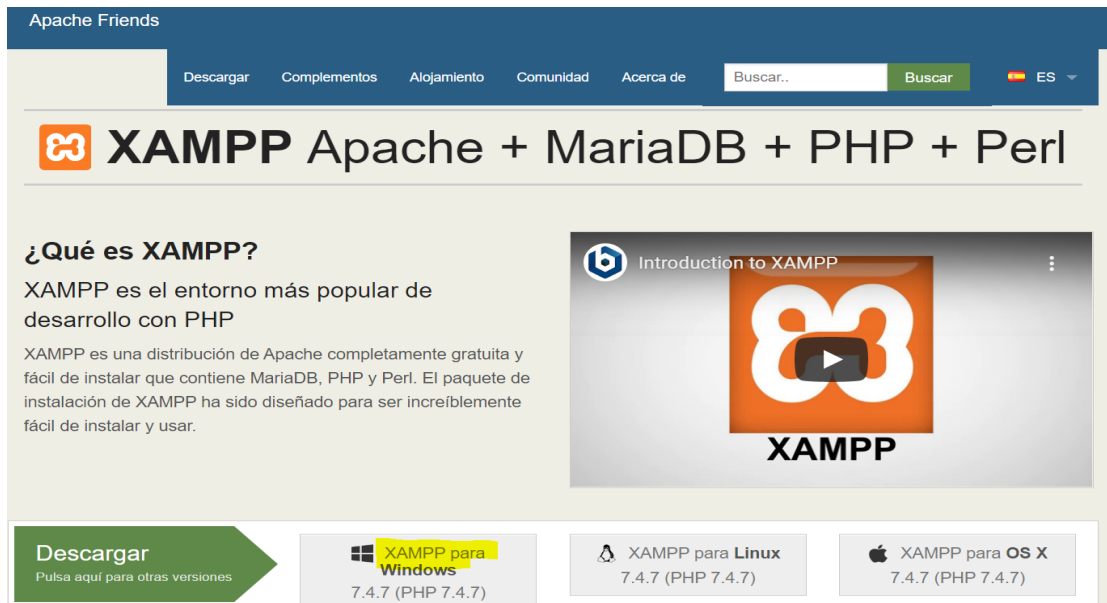 Apache Friends
Descargar Complementos Alojamiento Comunidad Acerca de Buscar.. Buscar ES
XAMPP Apache + MariaDB + PHP + Perl
¿Qué es XAMPP?
XAMPP es el entorno más popular de
desarrollo con PHP
XAMPP es una distribución de Apache completamente gratuita y
fácil de instalar que contiene MariaDB, PHP y Perl. El paquete de
instalación de XAMPP ha sido diseñado para ser increíblemente
fácil de instalar y usar.
Introduction to XAMPP
XAMPP
Descargar
Pulsa aquí para otras versiones
XAMPP para
Windows
7.4.7 (PHP 7.4.7)
XAMPP para Linux
7.4.7 (PHP 7.4.7)
XAMPP para OS X
7.4.7 (PHP 7.4.7)